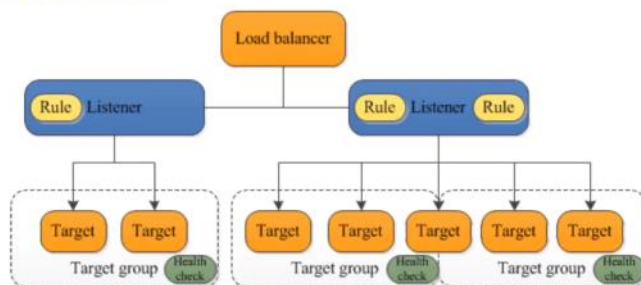 Load balancer
Rule Listener
Rule Listener Rule
Target Target
Target Target Target Target Target
Target group Health check
Target group Health check
Target group Health check